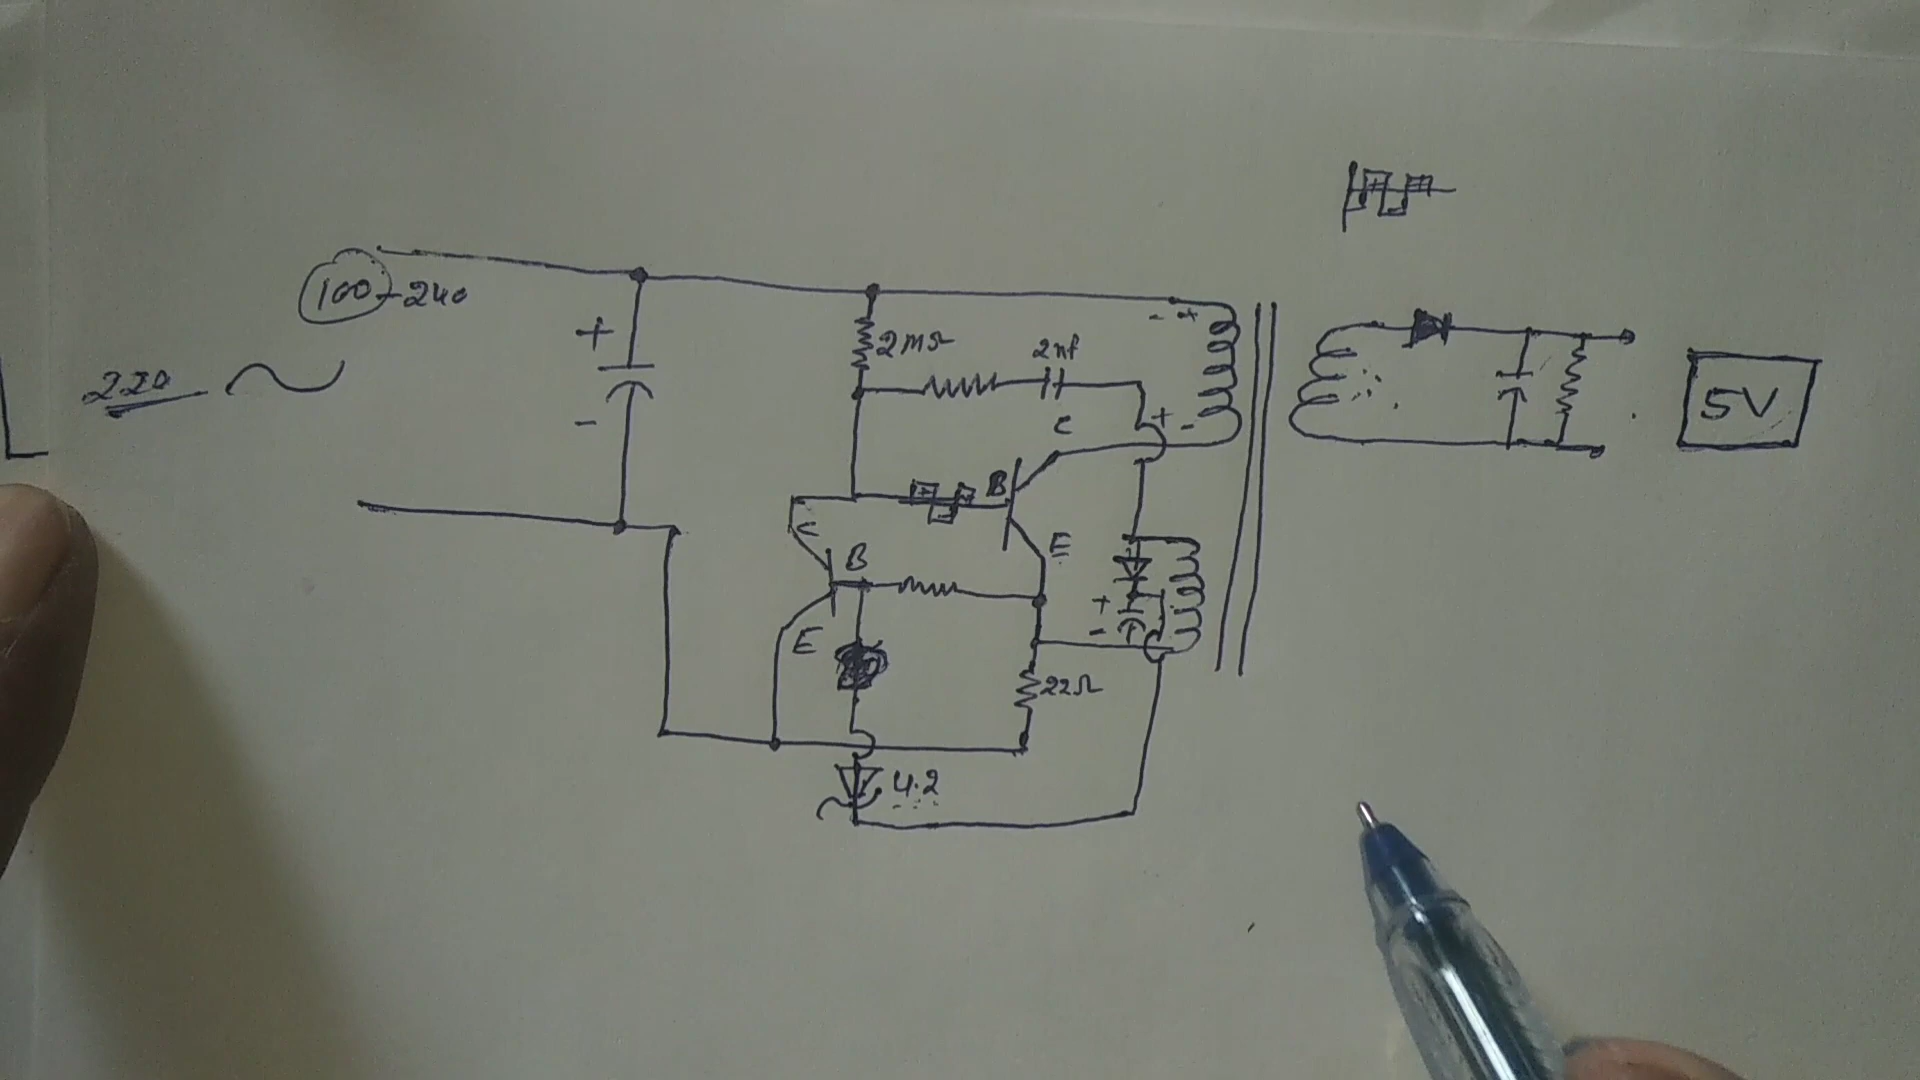 100-240
220
+
-
2mΩ
2nf
- +
+ -
C
B
E
C
B
E
+
-
22Ω
4.2
5V